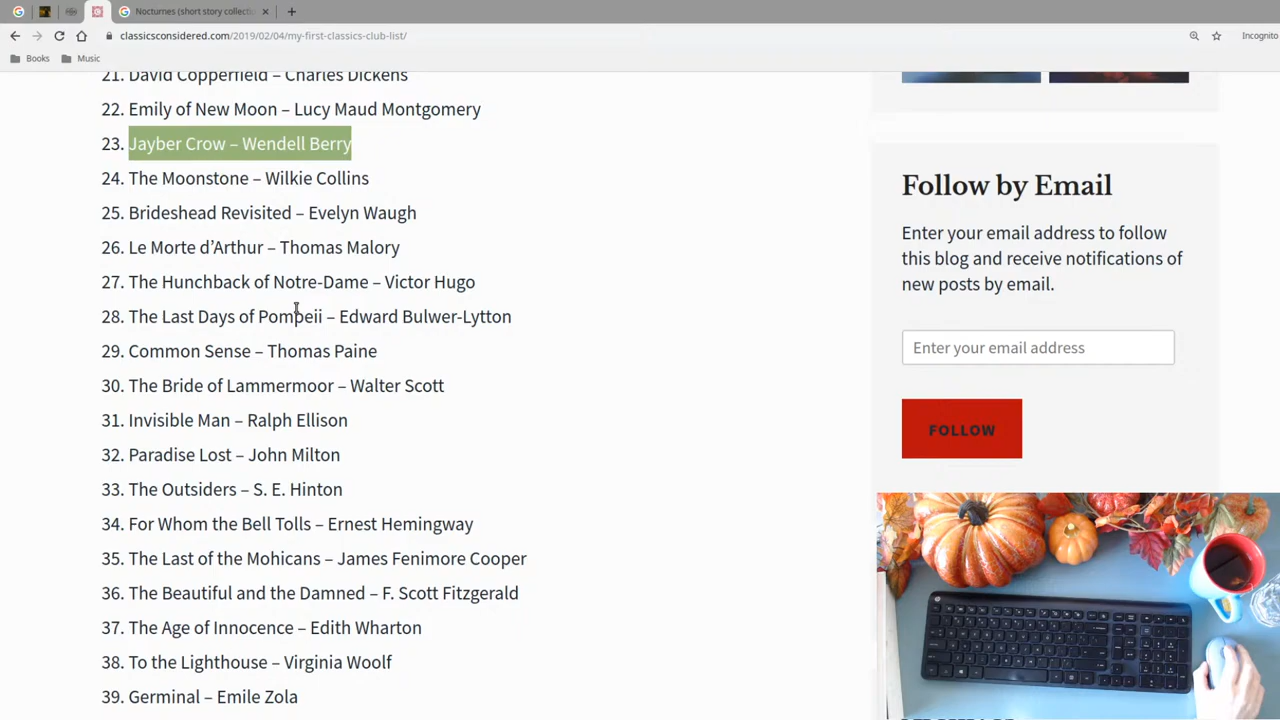 Nocturnes (short story collectio
classicsconsidered.com/2019/02/04/my-first-classics-club-list/
Incognito
Books
Music
21. David Copperfield – Charles Dickens
22. Emily of New Moon – Lucy Maud Montgomery
23. Jayber Crow – Wendell Berry
24. The Moonstone – Wilkie Collins
25. Brideshead Revisited – Evelyn Waugh
26. Le Morte d’Arthur – Thomas Malory
27. The Hunchback of Notre-Dame – Victor Hugo
28. The Last Days of Pompeii – Edward Bulwer-Lytton
29. Common Sense – Thomas Paine
30. The Bride of Lammermoor – Walter Scott
31. Invisible Man – Ralph Ellison
32. Paradise Lost – John Milton
33. The Outsiders – S. E. Hinton
34. For Whom the Bell Tolls – Ernest Hemingway
35. The Last of the Mohicans – James Fenimore Cooper
36. The Beautiful and the Damned – F. Scott Fitzgerald
37. The Age of Innocence – Edith Wharton
38. To the Lighthouse – Virginia Woolf
39. Germinal – Emile Zola
Follow by Email
Enter your email address to follow
this blog and receive notifications of
new posts by email.
Enter your email address
FOLLOW